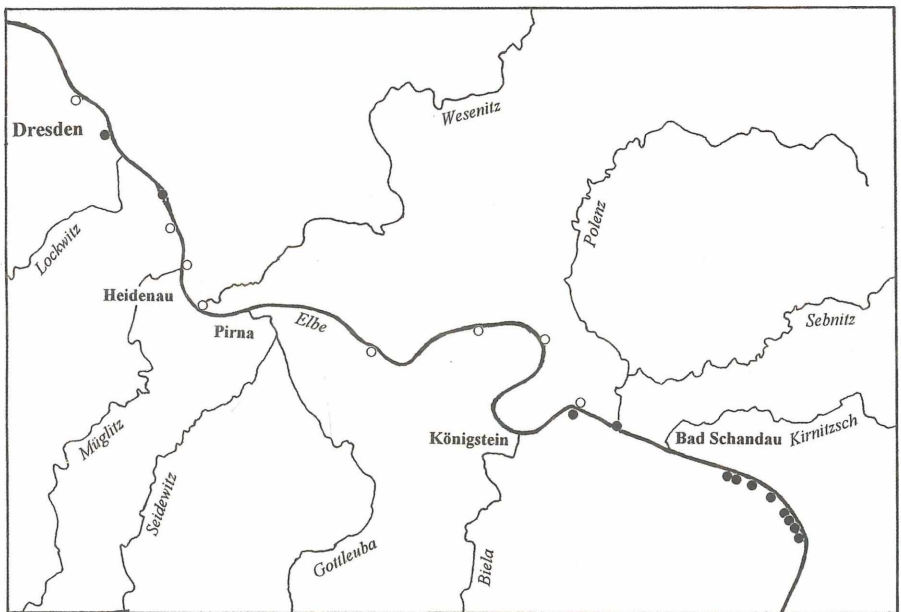 Wesenitz
Dresden
Polenz
Lockwitz
Heidenau
Pirna
Elbe
Sebnitz
Königstein
Bad Schandau
Kirnitzsch
Müglitz
Seidewitz
Gottleuba
Biela